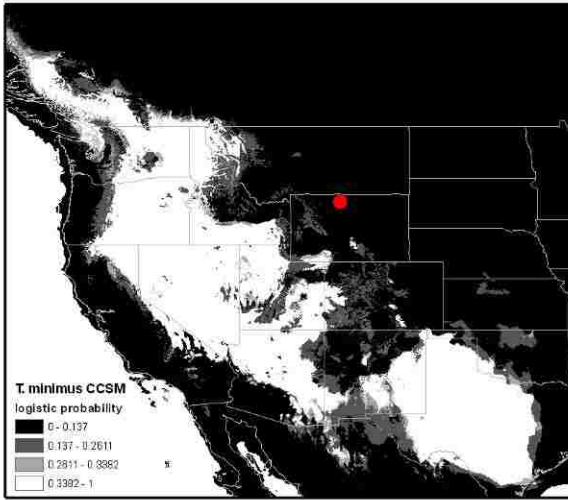 T. minimus CCSM
logistic probability
0 - 0.137
0.137 - 0.2611
0.2611 - 0.3382
0.3382 - 1